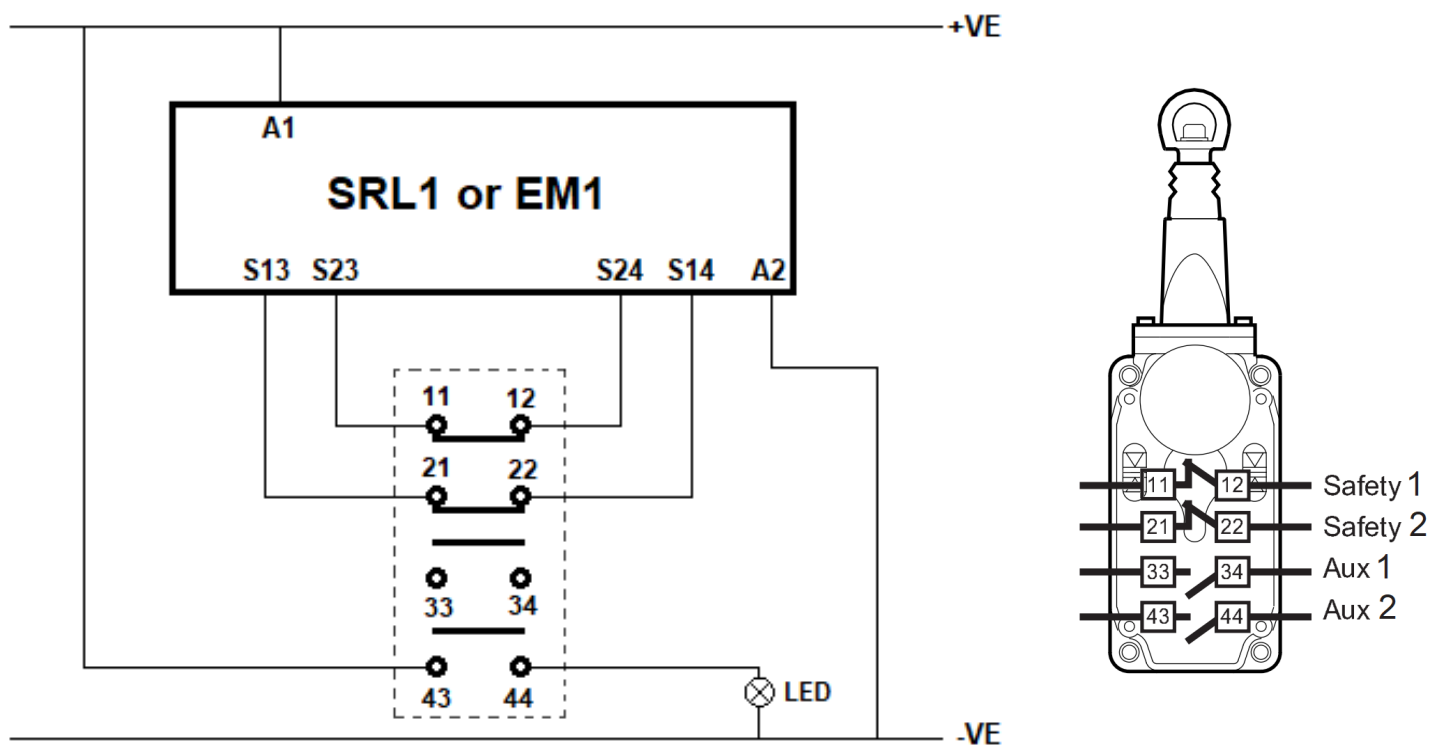 +VE
A1
SRL1 or EM1
S13 S23 S24 S14 A2
11 12
21 22
33 34
43 44
LED
-VE
11 12 Safety 1
21 22 Safety 2
33 34 Aux 1
43 44 Aux 2